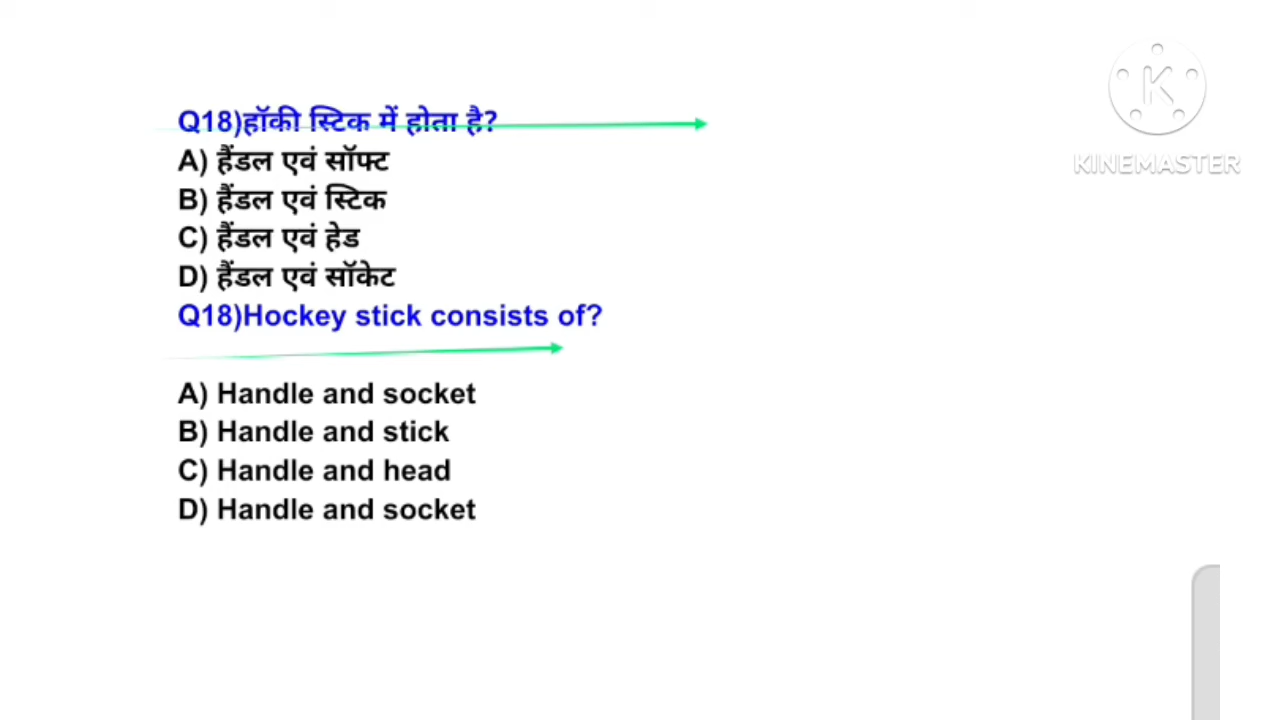 Q18)हॉकी स्टिक में होता है?
A) हैंडल एवं सॉफ्ट
B) हैंडल एवं स्टिक
C) हैंडल एवं हेड
D) हैंडल एवं सॉकेट
Q18)Hockey stick consists of?
A) Handle and socket
B) Handle and stick
C) Handle and head
D) Handle and socket
K
KINEMASTER